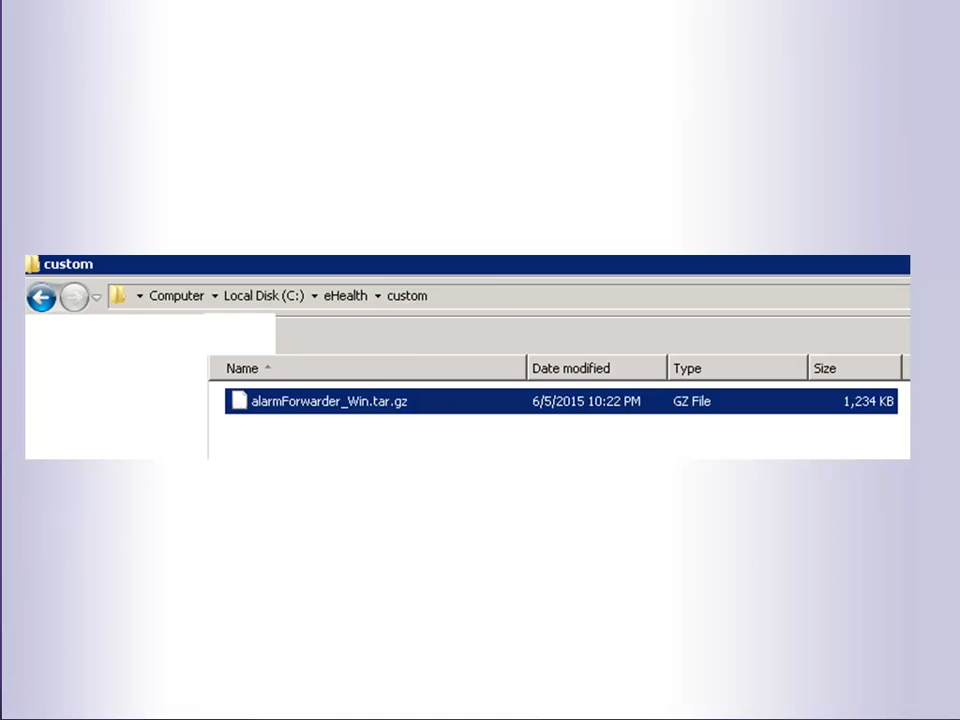 custom
Computer Local Disk (C:) eHealth custom
Name Date modified Type Size
alarmForwarder_Win.tar.gz 6/5/2015 10:22 PM GZ File 1,234 KB